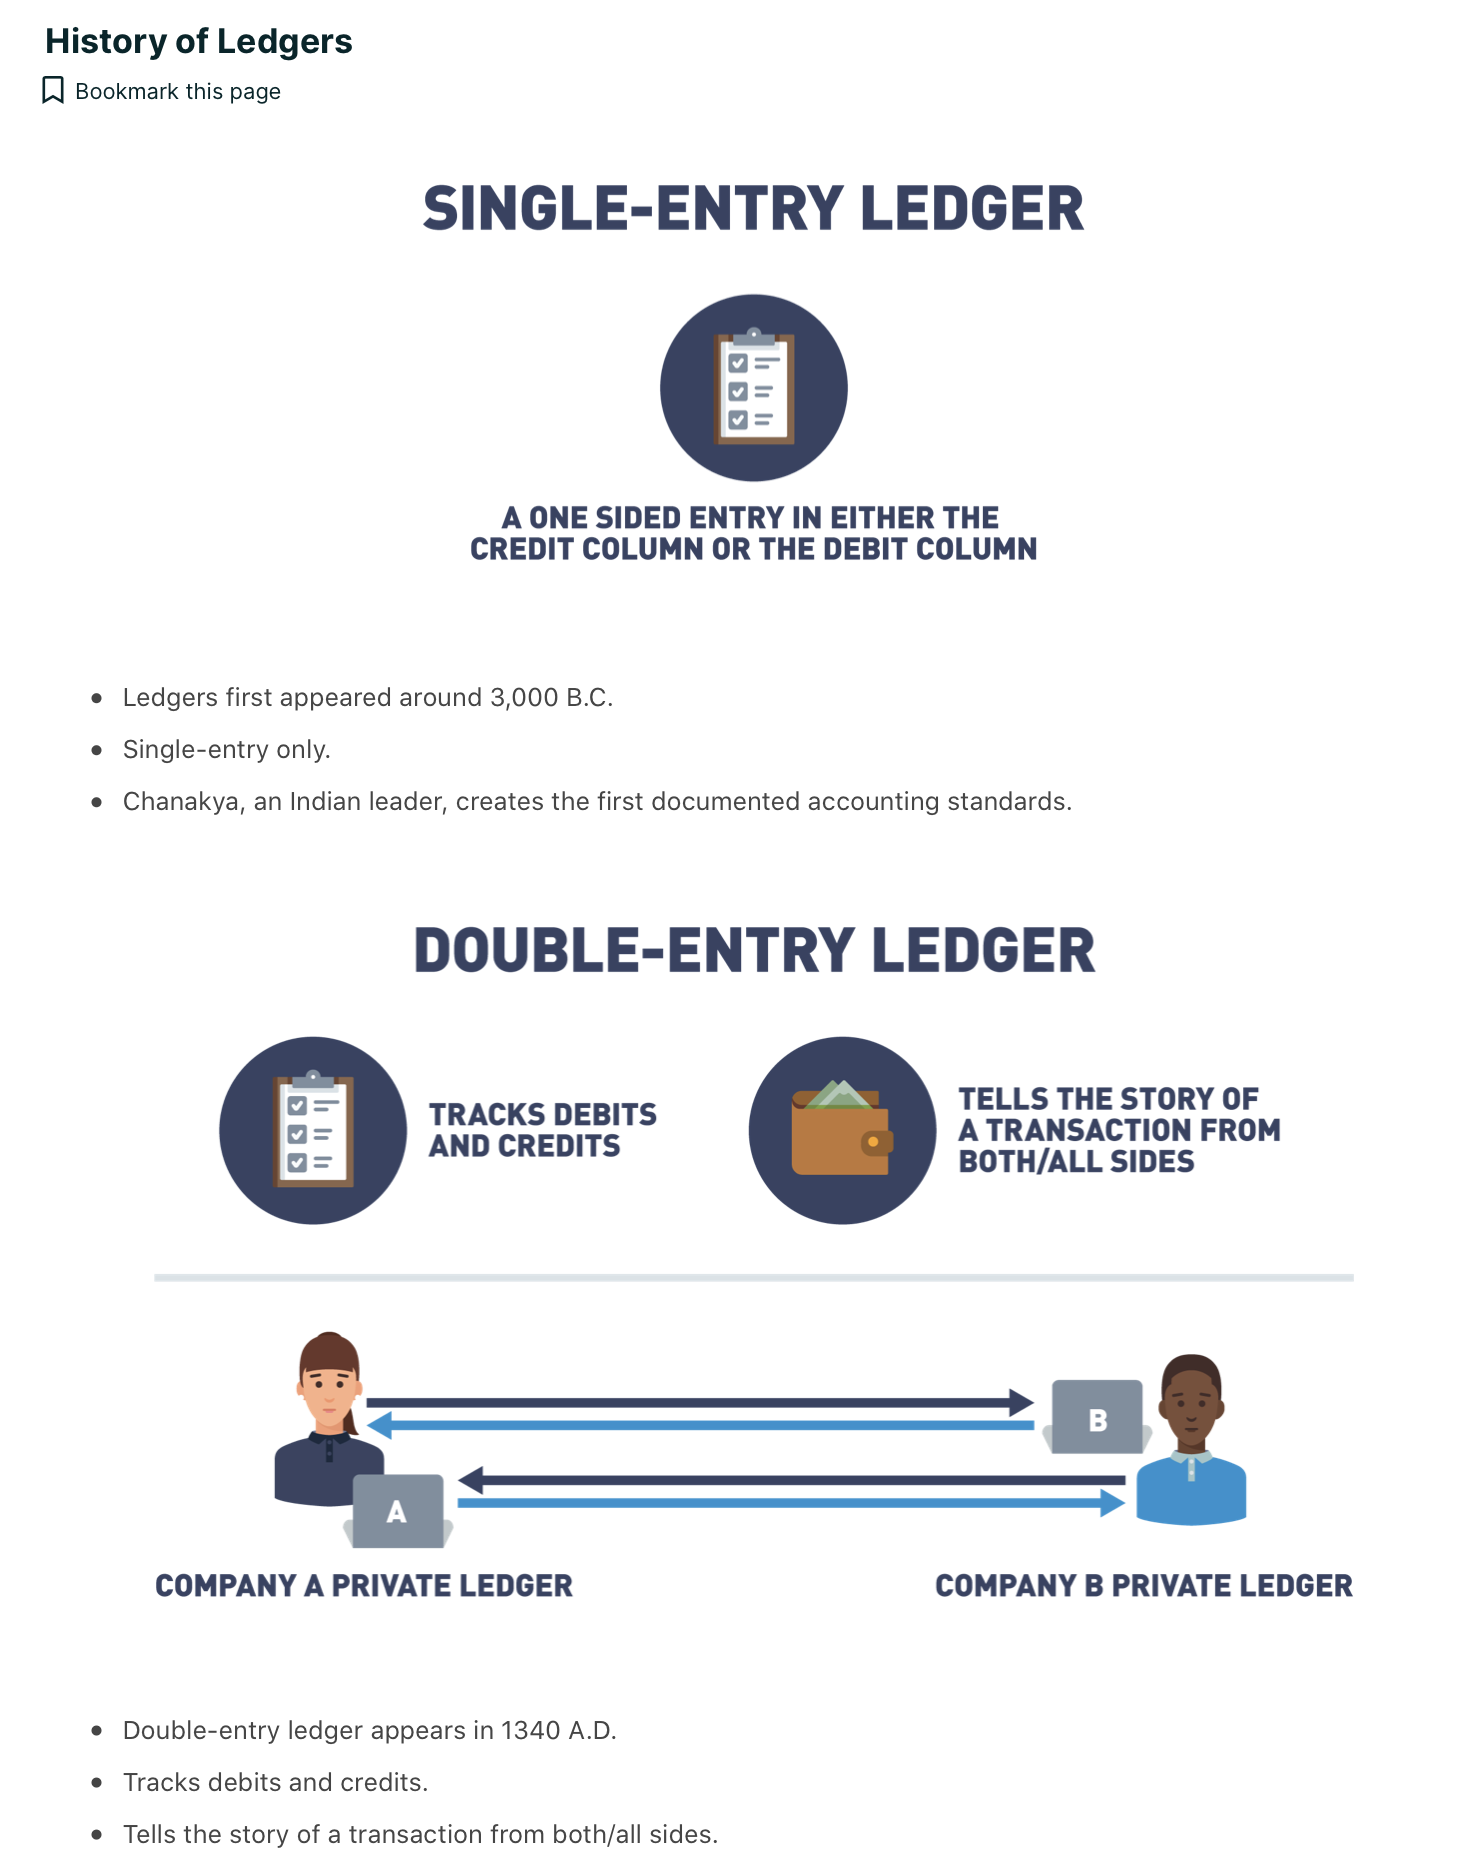 History of Ledgers
Bookmark this page
SINGLE-ENTRY LEDGER
A ONE SIDED ENTRY IN EITHER THE
CREDIT COLUMN OR THE DEBIT COLUMN
• Ledgers first appeared around 3,000 B.C.
• Single-entry only.
• Chanakya, an Indian leader, creates the first documented accounting standards.
DOUBLE-ENTRY LEDGER
TRACKS DEBITS
AND CREDITS
TELLS THE STORY OF
A TRANSACTION FROM
BOTH/ALL SIDES
B
A
COMPANY A PRIVATE LEDGER
COMPANY B PRIVATE LEDGER
• Double-entry ledger appears in 1340 A.D.
• Tracks debits and credits.
• Tells the story of a transaction from both/all sides.